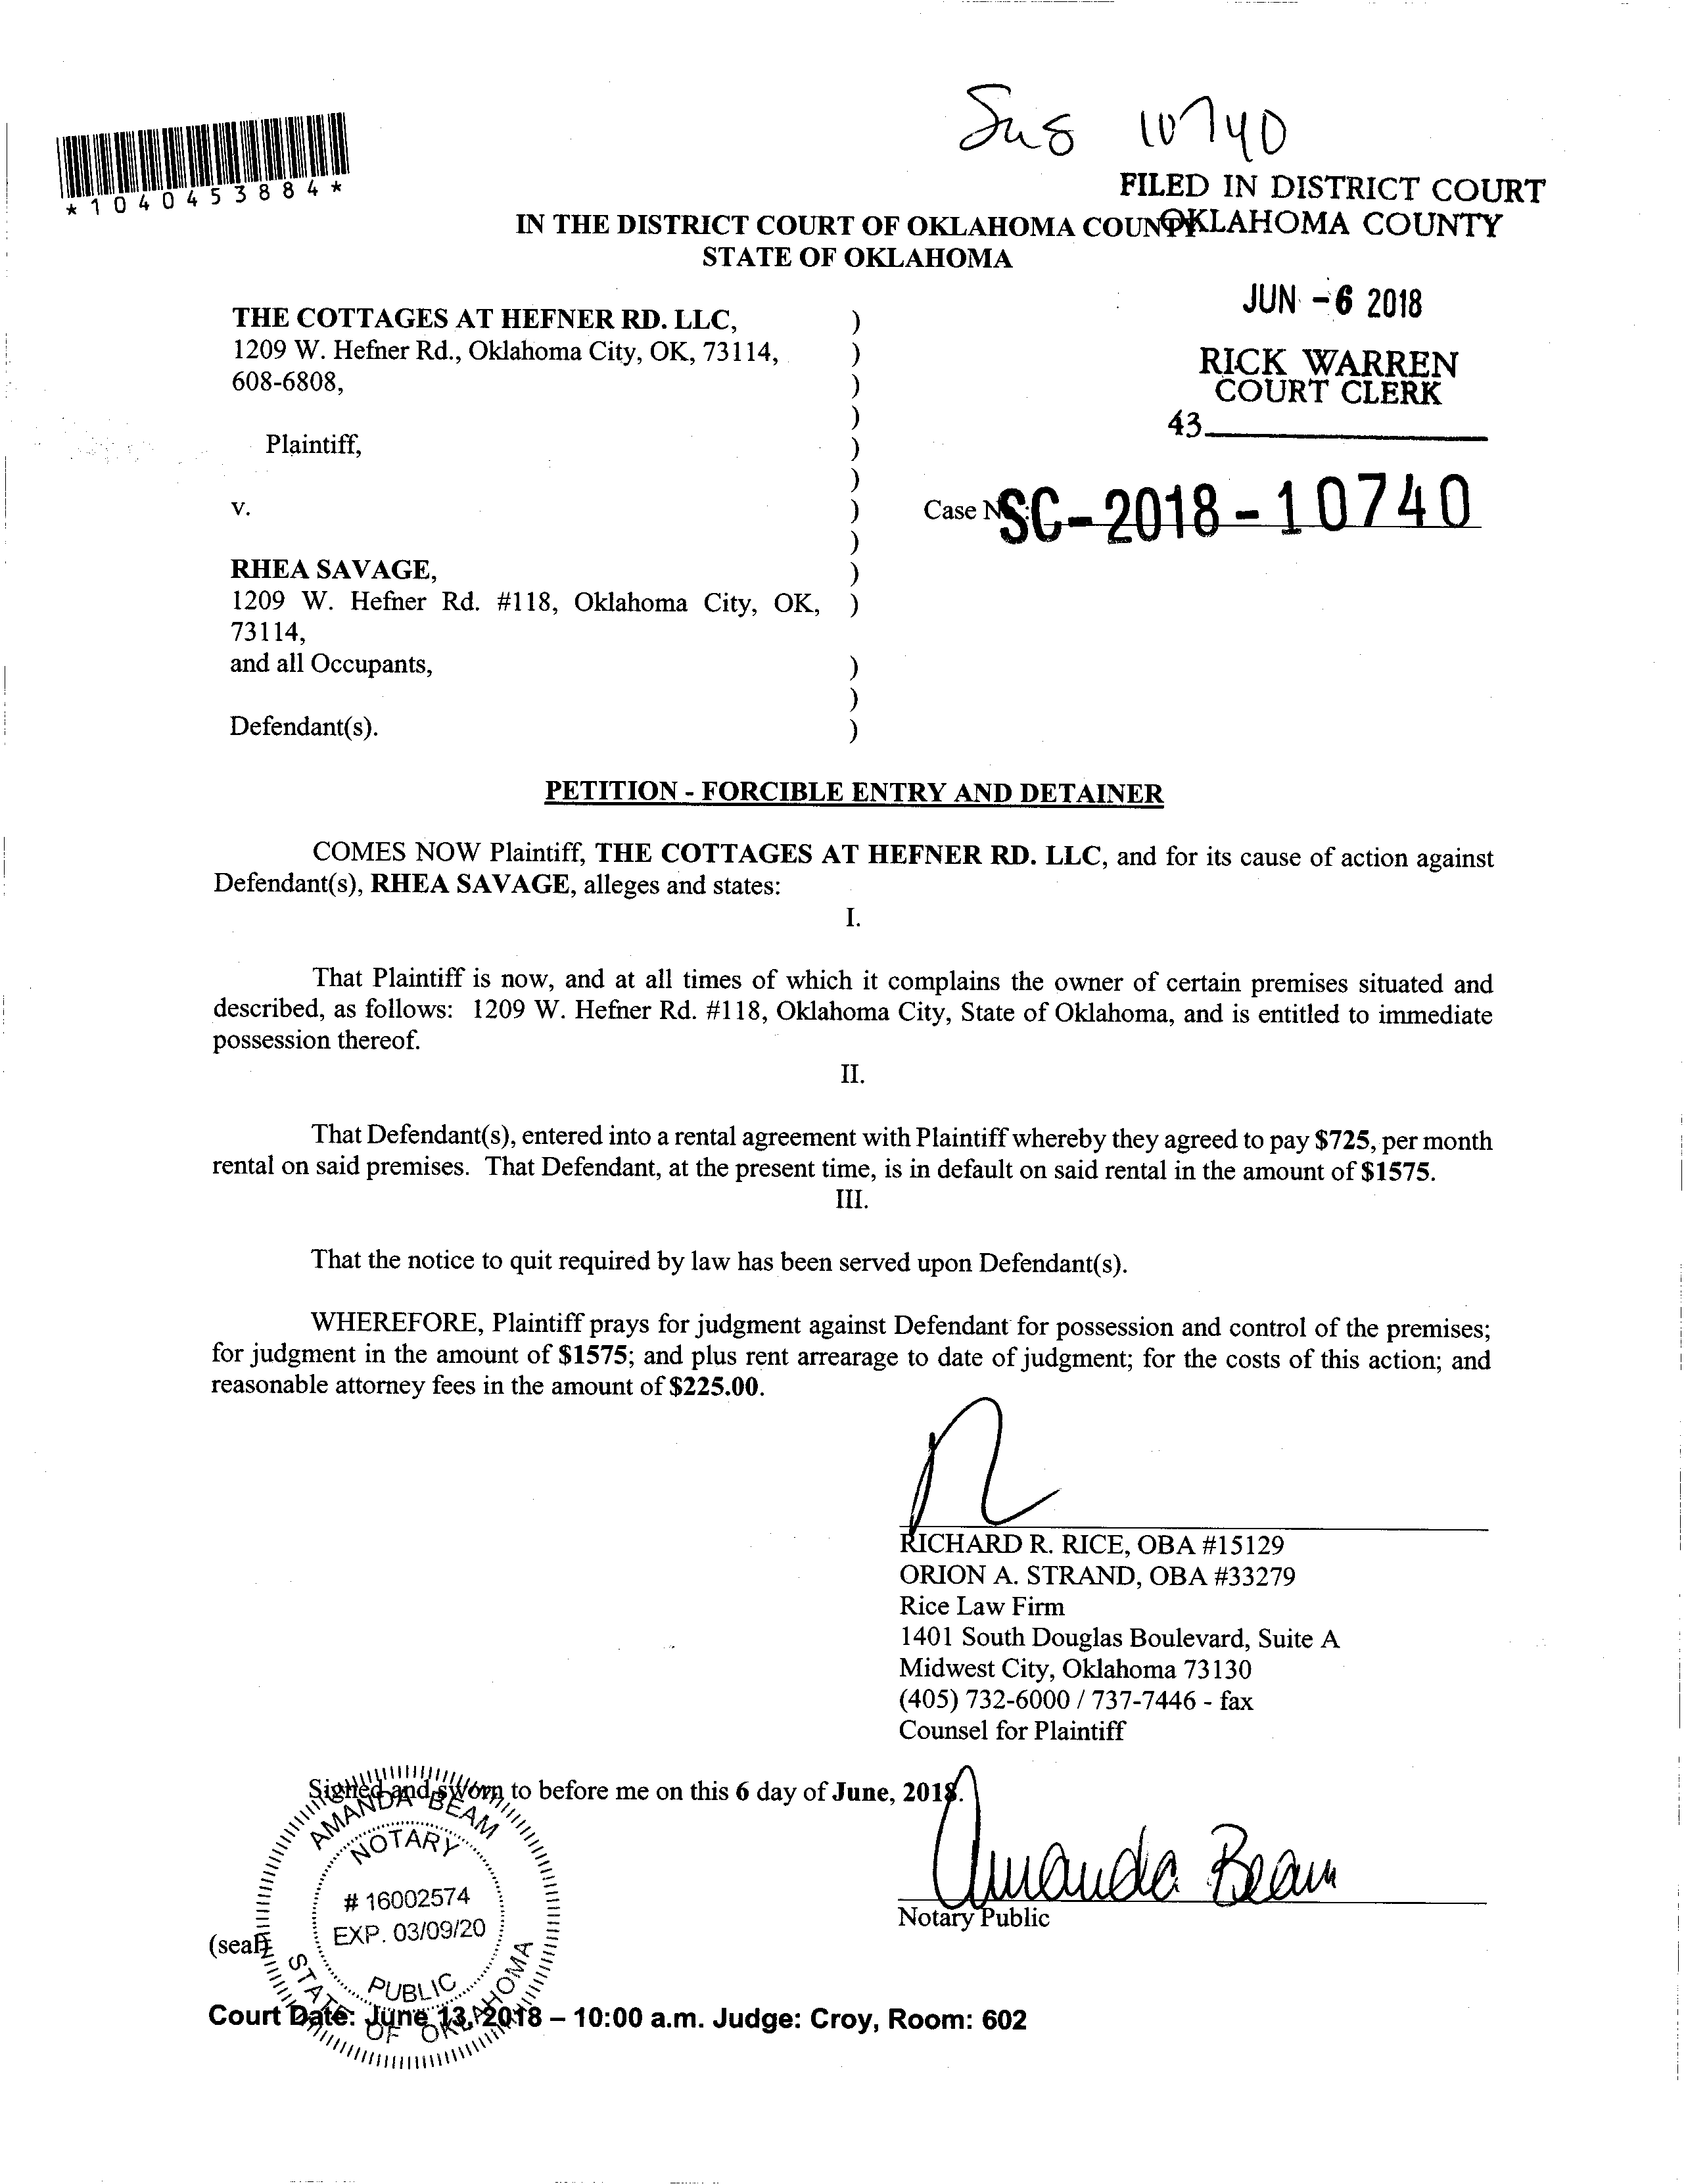 10740
*1040453884*
FILED IN DISTRICT COURT
OKLAHOMA COUNTY
IN THE DISTRICT COURT OF OKLAHOMA COUNTY
STATE OF OKLAHOMA
JUN -6 2018
THE COTTAGES AT HEFNER RD. LLC, )
1209 W. Hefner Rd., Oklahoma City, OK, 73114, )
608-6808, )
)
Plaintiff, )
)
v. )
)
RICK WARREN
COURT CLERK
43
Case No.: SC-2018-10740
RHEA SAVAGE, )
1209 W. Hefner Rd. #118, Oklahoma City, OK, )
73114,
and all Occupants, )
)
Defendant(s). )
PETITION - FORCIBLE ENTRY AND DETAINER
COMES NOW Plaintiff, THE COTTAGES AT HEFNER RD. LLC, and for its cause of action against
Defendant(s), RHEA SAVAGE, alleges and states:
I.
That Plaintiff is now, and at all times of which it complains the owner of certain premises situated and
described, as follows: 1209 W. Hefner Rd. #118, Oklahoma City, State of Oklahoma, and is entitled to immediate
possession thereof.
II.
That Defendant(s), entered into a rental agreement with Plaintiff whereby they agreed to pay $725, per month
rental on said premises. That Defendant, at the present time, is in default on said rental in the amount of $1575.
III.
That the notice to quit required by law has been served upon Defendant(s).
WHEREFORE, Plaintiff prays for judgment against Defendant for possession and control of the premises;
for judgment in the amount of $1575; and plus rent arrearage to date of judgment; for the costs of this action; and
reasonable attorney fees in the amount of $225.00.
RICHARD R. RICE, OBA #15129
ORION A. STRAND, OBA #33279
Rice Law Firm
1401 South Douglas Boulevard, Suite A
Midwest City, Oklahoma 73130
(405) 732-6000 / 737-7446 - fax
Counsel for Plaintiff
Signed and sworn to before me on this 6 day of June, 2018.
AMANDA BEAM
NOTARY
# 16002574
EXP. 03/09/20
PUBLIC
STATE OF OKLAHOMA
Amanda Beam
Notary Public
(seal)
Court Date: June 13, 2018 – 10:00 a.m. Judge: Croy, Room: 602